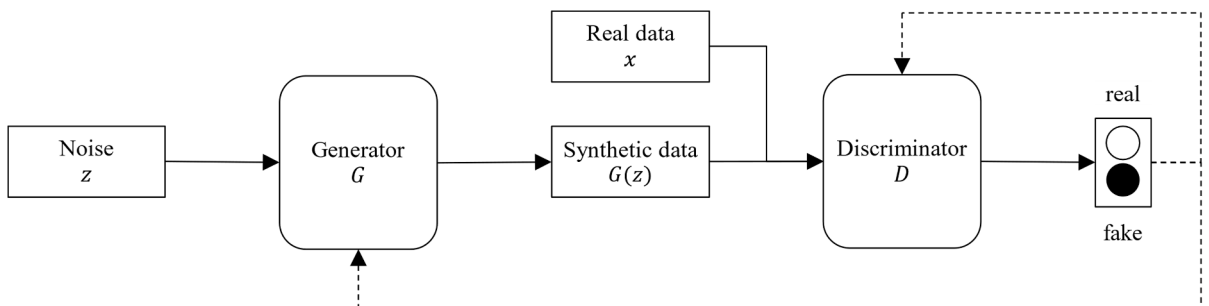 Noise
z
Generator
G
Real data
x
Synthetic data
G(z)
Discriminator
D
real
fake